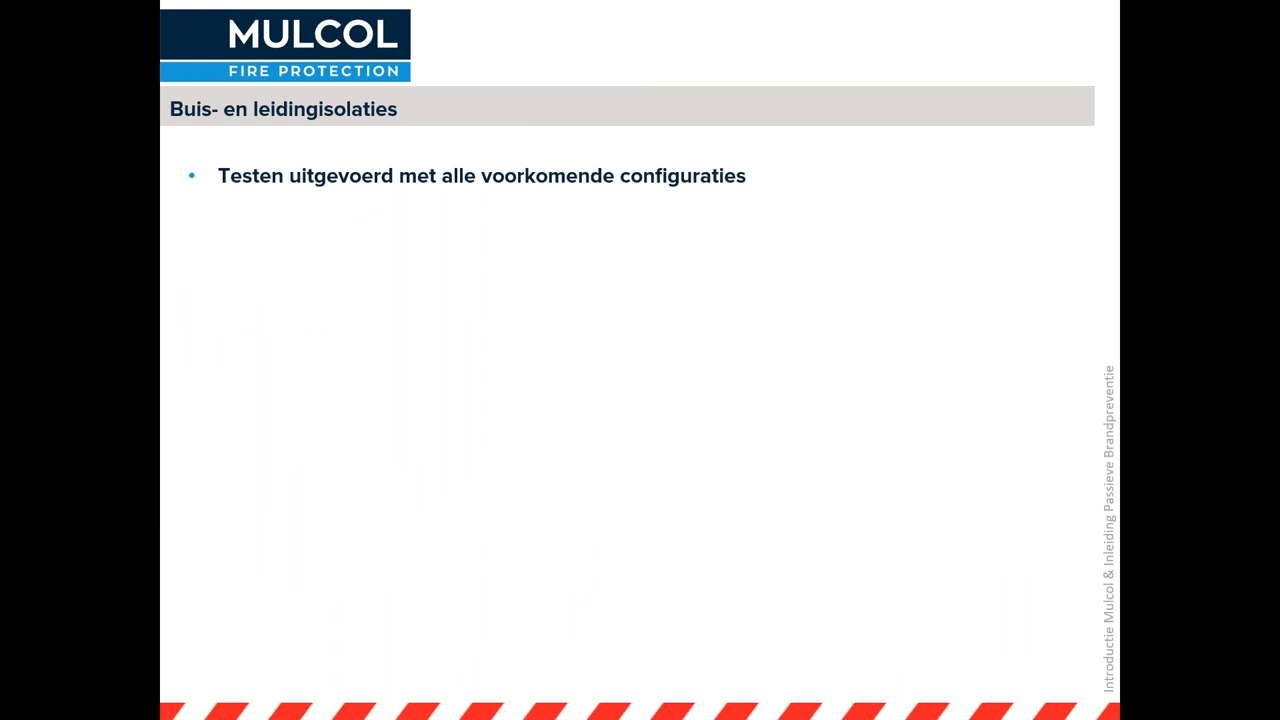 MULCOL
FIRE PROTECTION
Buis- en leidingisolaties
• Testen uitgevoerd met alle voorkomende configuraties
Introductie Mulcol & Inleiding Passieve Brandpreventie